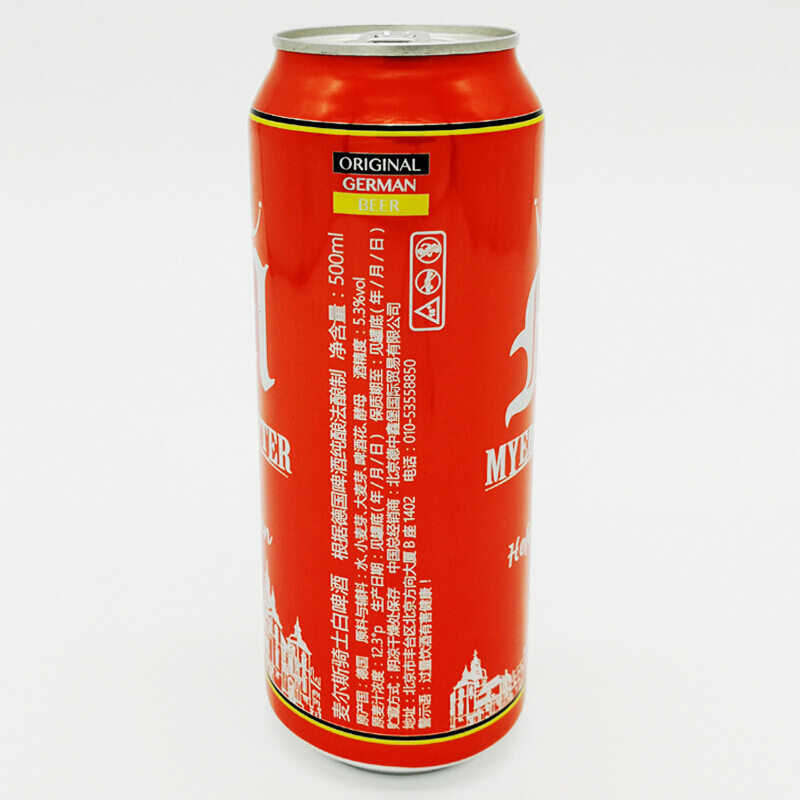 ORIGINAL
GERMAN
BEER
麦尔斯骑士白啤酒 根据德国啤酒纯酿法酿制 净含量：500ml
原产国：德国 原料与辅料：水、小麦芽、大麦芽、啤酒花、酵母 酒精度：5.3%vol
原麦汁浓度：12.3°p 生产日期：见罐底(年/月/日) 保质期至：见罐底(年/月/日)
贮藏方式：阴凉干燥处保存 中国总经销商：北京德中鑫堡国际贸易有限公司
地址：北京市丰台区北京方向大厦B座1402 电话：010-53558850
警示语：过量饮酒有害健康！
TER
MYE
Hef